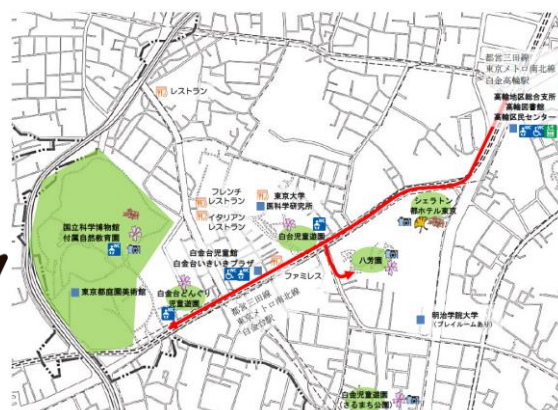 都営三田線
東京メトロ南北線
白金高輪駅
高輪地区総合支所
高輪図書館
高輪区民センター
レストラン
フレンチ
レストラン
イタリアン
レストラン
東京大学
医科学研究所
シェラトン
都ホテル東京
国立科学博物館
付属自然教育園
白金台児童館
白金台いきいきプラザ
白台児童遊園
八芳園
ファミレス
東京都庭園美術館
白金台どんぐり
児童遊園
都営三田線
東京メトロ南北線
白金台駅
明治学院大学
(プレイルームあり)
白金児童遊園
(さるまち公園)